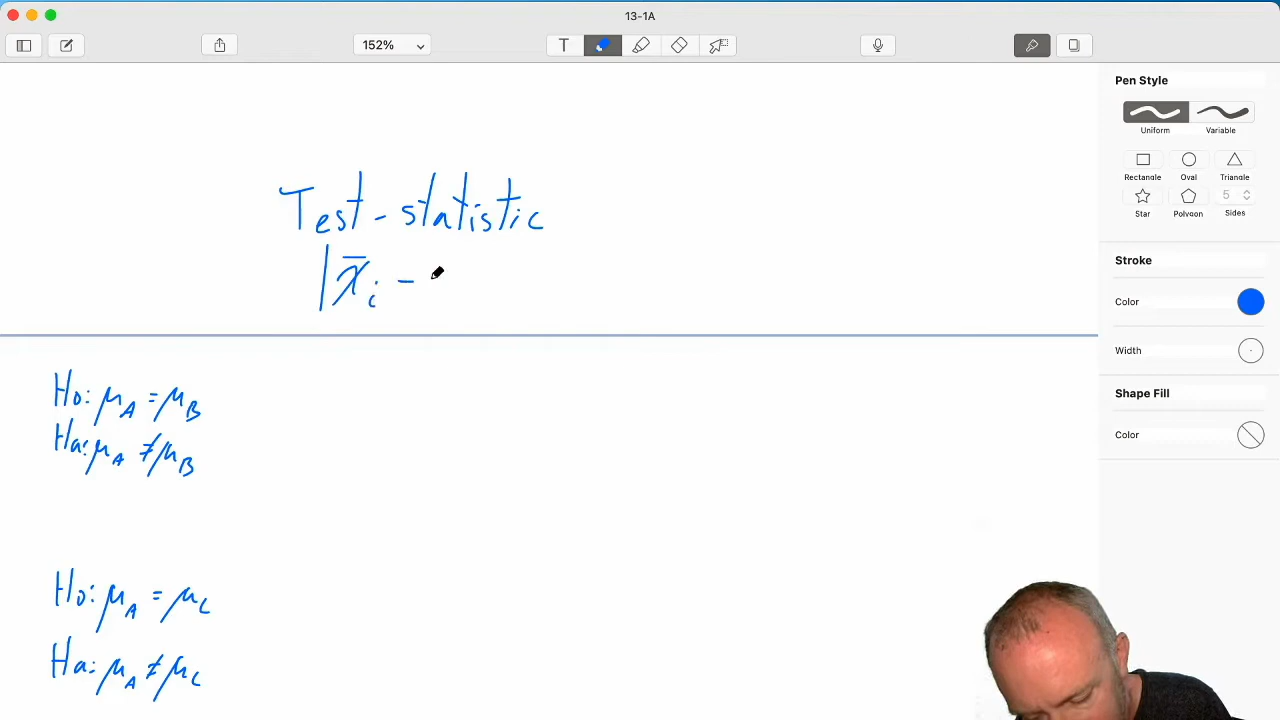 13-1A
152%
T
Pen Style
Uniform Variable
Rectangle Oval Triangle
5
Star Polygon Sides
Stroke
Color
Width
Shape Fill
Color
Test-statistic
|x̄ᵢ -
Ho: μA = μB
Ha: μA ≠ μB
Ho: μA = μC
Ha: μA ≠ μC